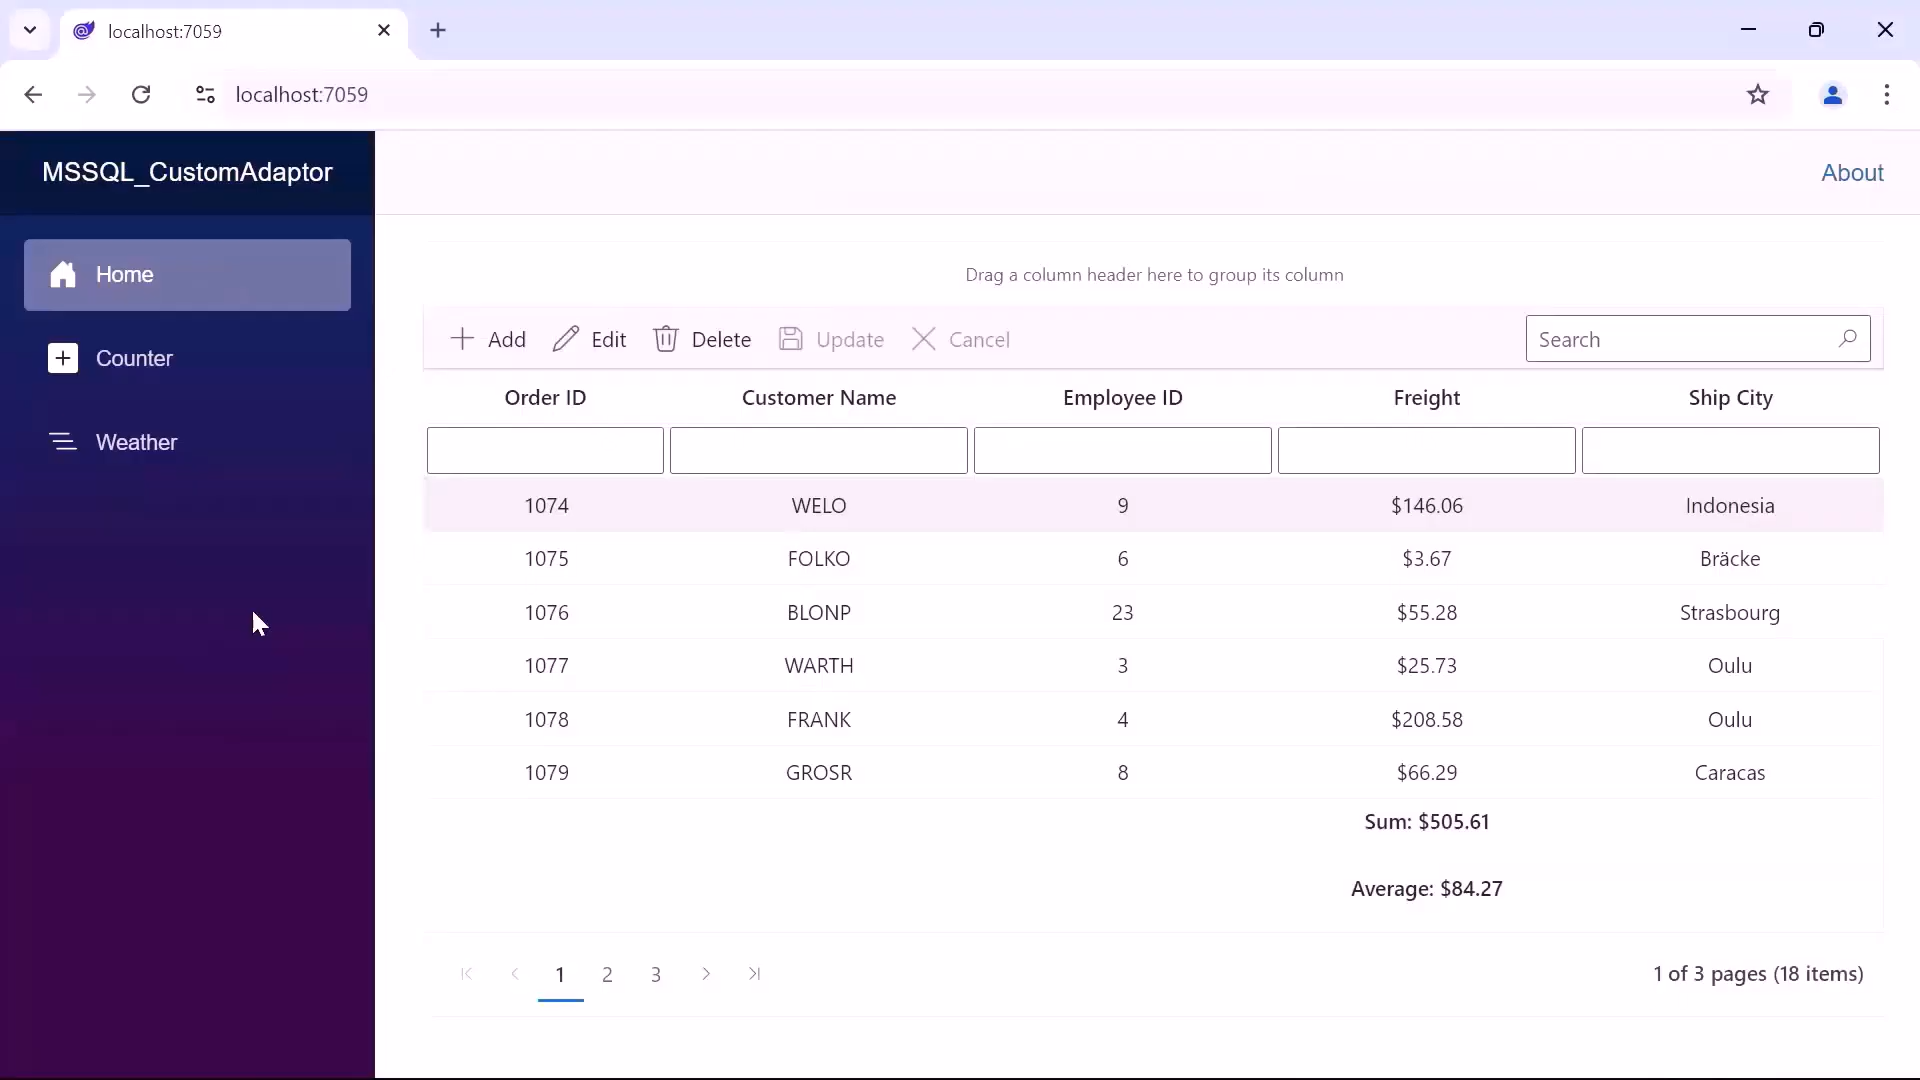 localhost:7059
localhost:7059
MSSQL_CustomAdaptor
About
Home
Counter
Weather
Drag a column header here to group its column
Add Edit Delete Update Cancel Search
Order ID Customer Name Employee ID Freight Ship City
1074 WELO 9 $146.06 Indonesia
1075 FOLKO 6 $3.67 Bräcke
1076 BLONP 23 $55.28 Strasbourg
1077 WARTH 3 $25.73 Oulu
1078 FRANK 4 $208.58 Oulu
1079 GROSR 8 $66.29 Caracas
Sum: $505.61
Average: $84.27
1 2 3 1 of 3 pages (18 items)